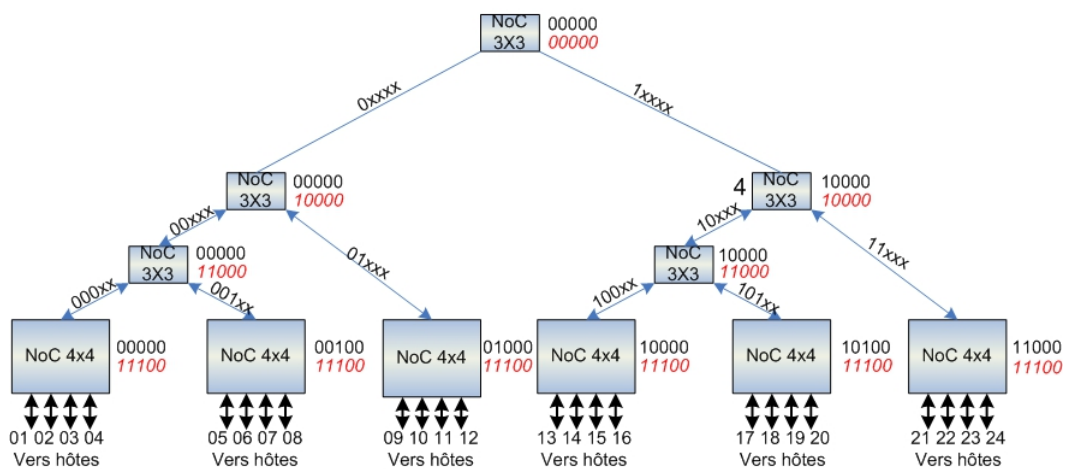 NoC
3X3
00000
00000
0xxxx
1xxxx
NoC
3X3
00000
10000
4
NoC
3X3
10000
10000
00xxx
01xxx
10xxx
11xxx
NoC
3X3
00000
11000
NoC
3X3
10000
11000
000xx
001xx
100xx
101xx
NoC 4x4
00000
11100
NoC 4x4
00100
11100
NoC 4x4
01000
11100
NoC 4x4
10000
11100
NoC 4x4
10100
11100
NoC 4x4
11000
11100
01 02 03 04
05 06 07 08
09 10 11 12
13 14 15 16
17 18 19 20
21 22 23 24
Vers hôtes
Vers hôtes
Vers hôtes
Vers hôtes
Vers hôtes
Vers hôtes